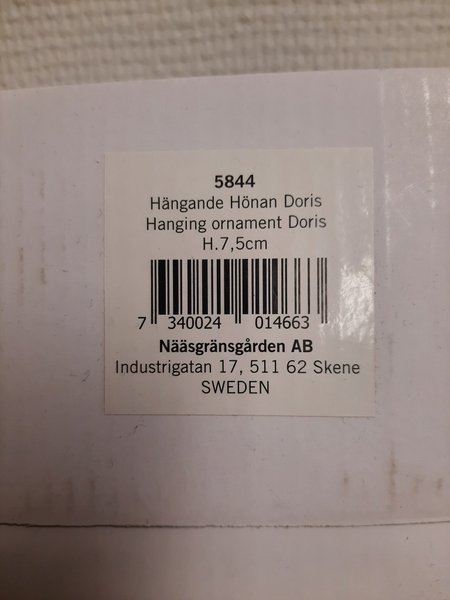 5844
Hängande Hönan Doris
Hanging ornament Doris
H.7,5cm
7 340024 014663
Nääsgränsgården AB
Industrigatan 17, 511 62 Skene
SWEDEN